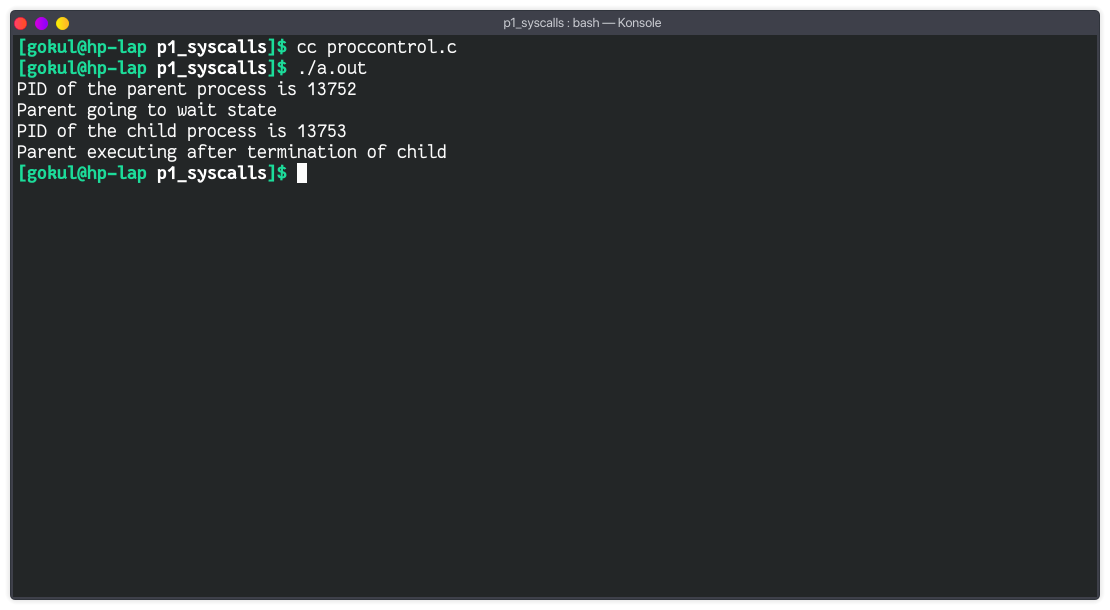 p1_syscalls : bash — Konsole
[gokul@hp-lap p1_syscalls]$ cc proccontrol.c
[gokul@hp-lap p1_syscalls]$ ./a.out
PID of the parent process is 13752
Parent going to wait state
PID of the child process is 13753
Parent executing after termination of child
[gokul@hp-lap p1_syscalls]$